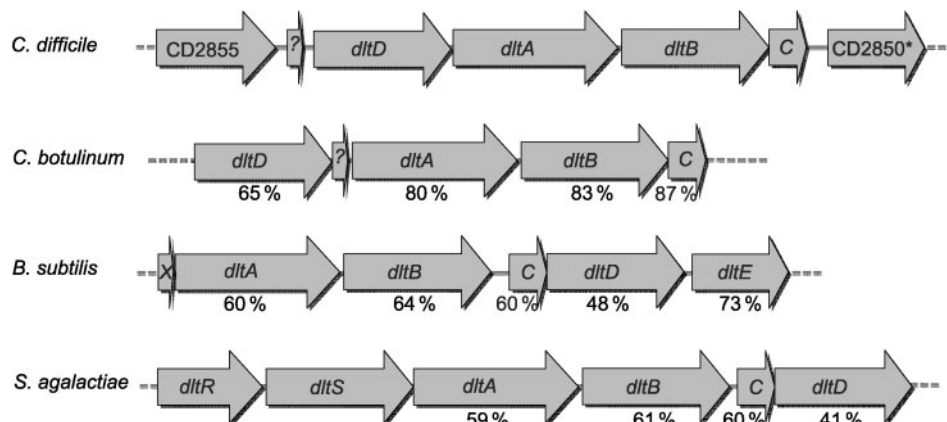 C. difficile CD2855 ? dltD dltA dltB C CD2850*
C. botulinum dltD ? dltA dltB C
65 % 80 % 83 % 87 %
B. subtilis X dltA dltB C dltD dltE
60 % 64 % 60 % 48 % 73 %
S. agalactiae dltR dltS dltA dltB C dltD
59 % 61 % 60 % 41 %